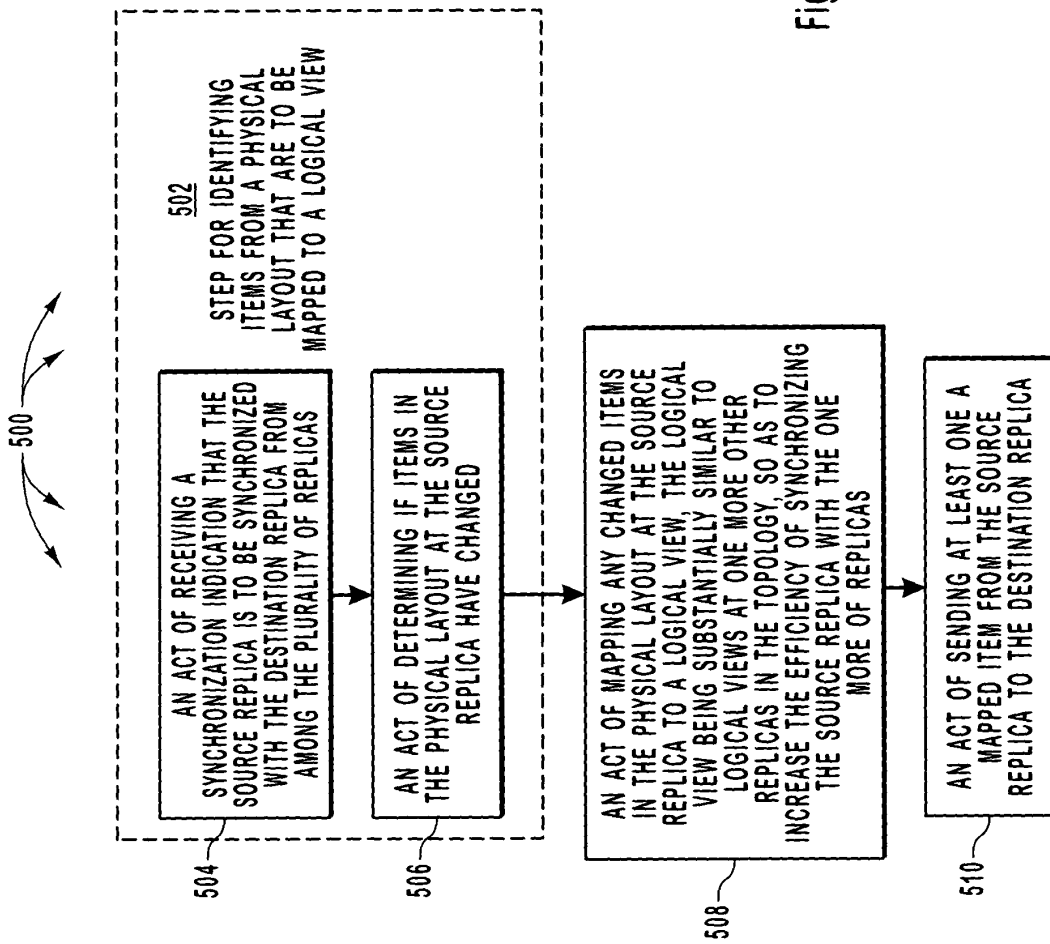 500
502
STEP FOR IDENTIFYING
ITEMS FROM A PHYSICAL
LAYOUT THAT ARE TO BE
MAPPED TO A LOGICAL VIEW
504
AN ACT OF RECEIVING A
SYNCHRONIZATION INDICATION THAT THE
SOURCE REPLICA IS TO BE SYNCHRONIZED
WITH THE DESTINATION REPLICA FROM
AMONG THE PLURALITY OF REPLICAS
506
AN ACT OF DETERMINING IF ITEMS IN
THE PHYSICAL LAYOUT AT THE SOURCE
REPLICA HAVE CHANGED
508
AN ACT OF MAPPING ANY CHANGED ITEMS
IN THE PHYSICAL LAYOUT AT THE SOURCE
REPLICA TO A LOGICAL VIEW, THE LOGICAL
VIEW BEING SUBSTANTIALLY SIMILAR TO
LOGICAL VIEWS AT ONE MORE OTHER
REPLICAS IN THE TOPOLOGY, SO AS TO
INCREASE THE EFFICIENCY OF SYNCHRONIZING
THE SOURCE REPLICA WITH THE ONE
MORE OF REPLICAS
510
AN ACT OF SENDING AT LEAST ONE A
MAPPED ITEM FROM THE SOURCE
REPLICA TO THE DESTINATION REPLICA